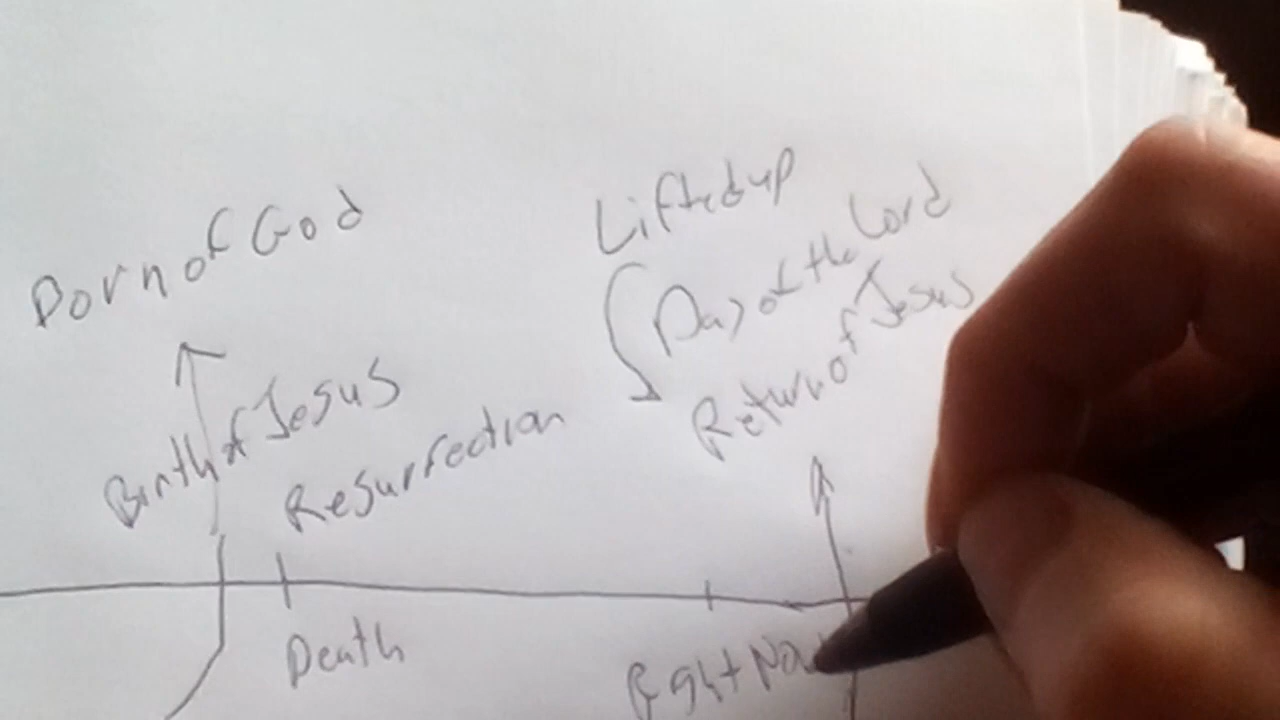 Born of God
Lifted up
Day of the Lord
Return of Jesus
Birth of Jesus
Resurrection
Death
Right Now